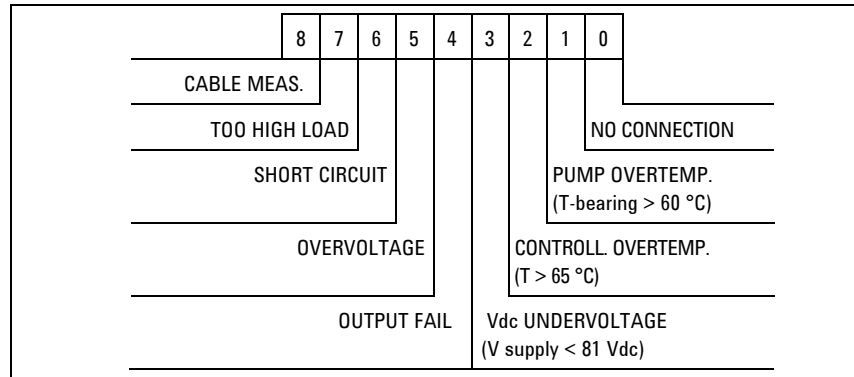 8 7 6 5 4 3 2 1 0
CABLE MEAS.
TOO HIGH LOAD
NO CONNECTION
SHORT CIRCUIT
PUMP OVERTEMP.
(T-bearing > 60 °C)
OVERVOLTAGE
CONTROLL. OVERTEMP.
(T > 65 °C)
OUTPUT FAIL
Vdc UNDERVOLTAGE
(V supply < 81 Vdc)